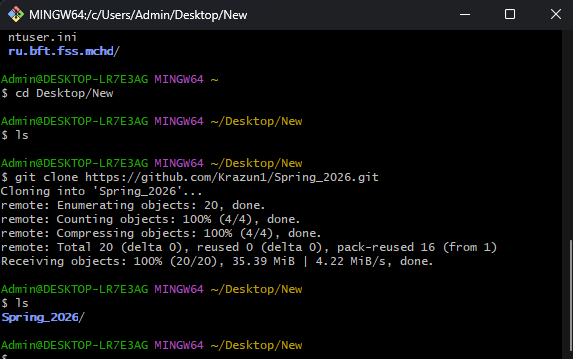 MINGW64:/c/Users/Admin/Desktop/New
ntuser.ini
ru.bft.fss.mchd/
Admin@DESKTOP-LR7E3AG MINGW64 ~
$ cd Desktop/New
Admin@DESKTOP-LR7E3AG MINGW64 ~/Desktop/New
$ ls
Admin@DESKTOP-LR7E3AG MINGW64 ~/Desktop/New
$ git clone https://github.com/Krazun1/Spring_2026.git
Cloning into 'Spring_2026'...
remote: Enumerating objects: 20, done.
remote: Counting objects: 100% (4/4), done.
remote: Compressing objects: 100% (4/4), done.
remote: Total 20 (delta 0), reused 0 (delta 0), pack-reused 16 (from 1)
Receiving objects: 100% (20/20), 35.39 MiB | 4.22 MiB/s, done.
Admin@DESKTOP-LR7E3AG MINGW64 ~/Desktop/New
$ ls
Spring_2026/
Admin@DESKTOP-LR7E3AG MINGW64 ~/Desktop/New
$